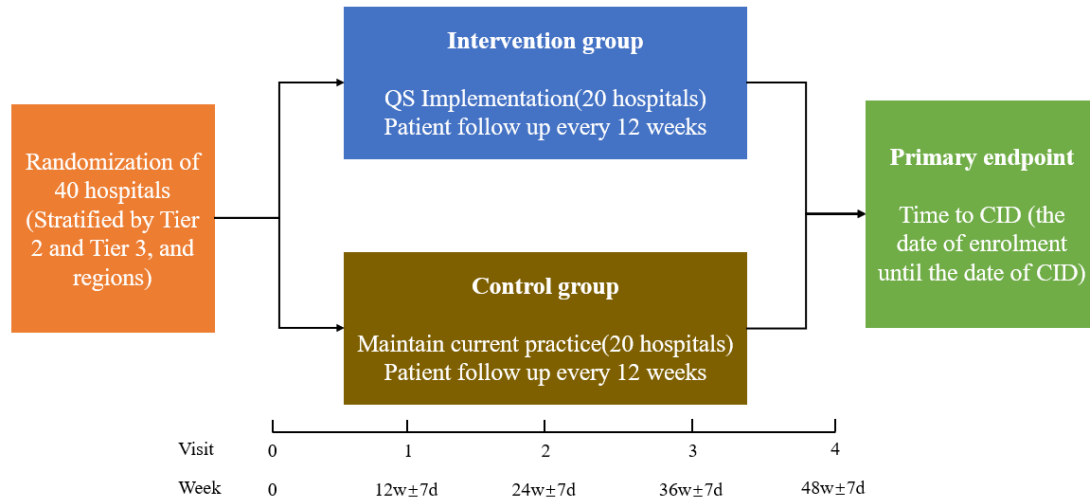 Randomization of
40 hospitals
(Stratified by Tier
2 and Tier 3, and
regions)
Intervention group
QS Implementation(20 hospitals)
Patient follow up every 12 weeks
Control group
Maintain current practice(20 hospitals)
Patient follow up every 12 weeks
Primary endpoint
Time to CID (the
date of enrolment
until the date of CID)
Visit 0 1 2 3 4
Week 0 12w±7d 24w±7d 36w±7d 48w±7d